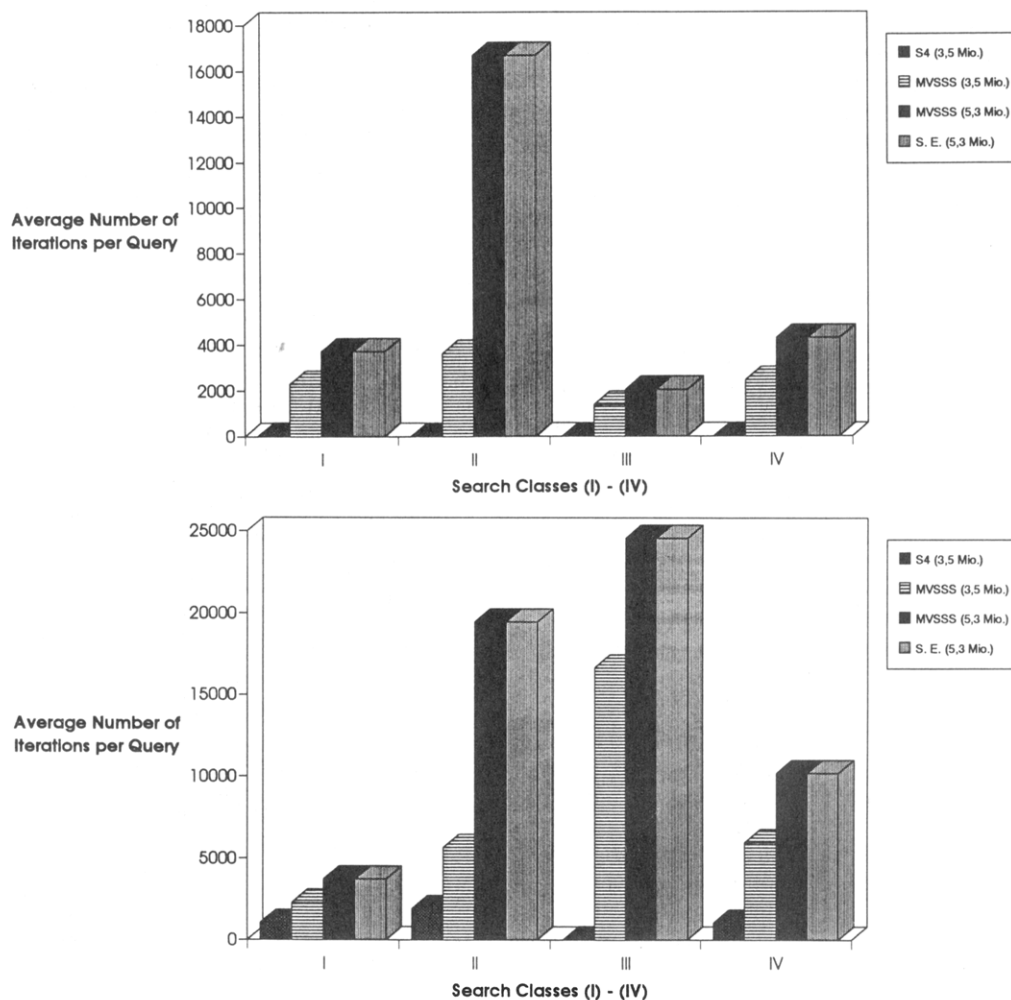 18000
16000
14000
12000
10000
8000
6000
4000
2000
0
Average Number of
Iterations per Query
I
II
III
IV
Search Classes (I) - (IV)
S4 (3,5 Mio.)
MVSSS (3,5 Mio.)
MVSSS (5,3 Mio.)
S. E. (5,3 Mio.)
25000
20000
15000
10000
5000
0
Average Number of
Iterations per Query
I
II
III
IV
Search Classes (I) - (IV)
S4 (3,5 Mio.)
MVSSS (3,5 Mio.)
MVSSS (5,3 Mio.)
S. E. (5,3 Mio.)